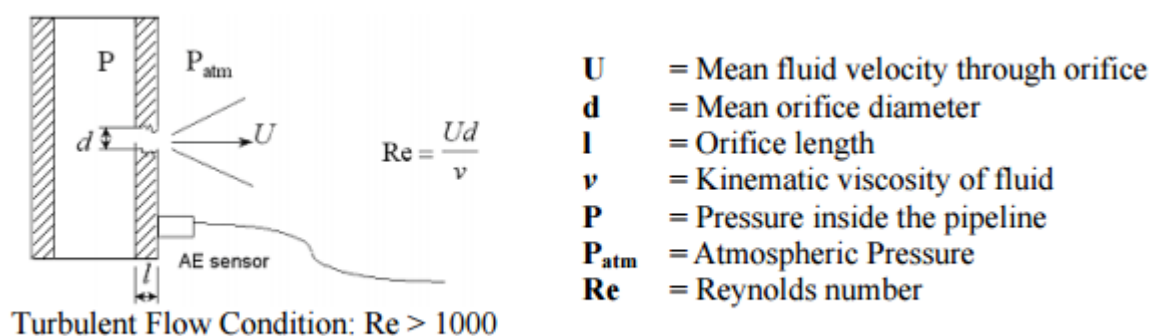 P
P_atm
d
U
Re = Ud/ν
AE sensor
l
Turbulent Flow Condition: Re > 1000
U = Mean fluid velocity through orifice
d = Mean orifice diameter
l = Orifice length
ν = Kinematic viscosity of fluid
P = Pressure inside the pipeline
P_atm = Atmospheric Pressure
Re = Reynolds number